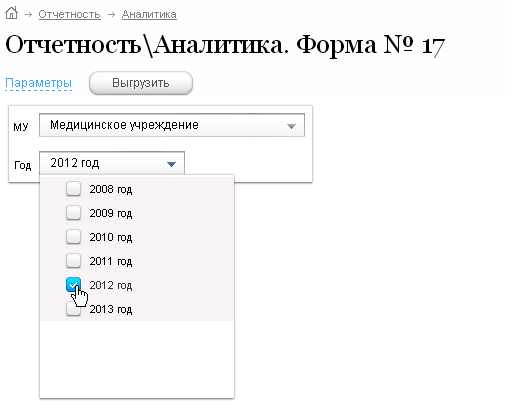 → Отчетность → Аналитика
Отчетность\Аналитика. Форма № 17
Параметры Выгрузить
МУ Медицинское учреждение
Год 2012 год
2008 год
2009 год
2010 год
2011 год
2012 год
2013 год